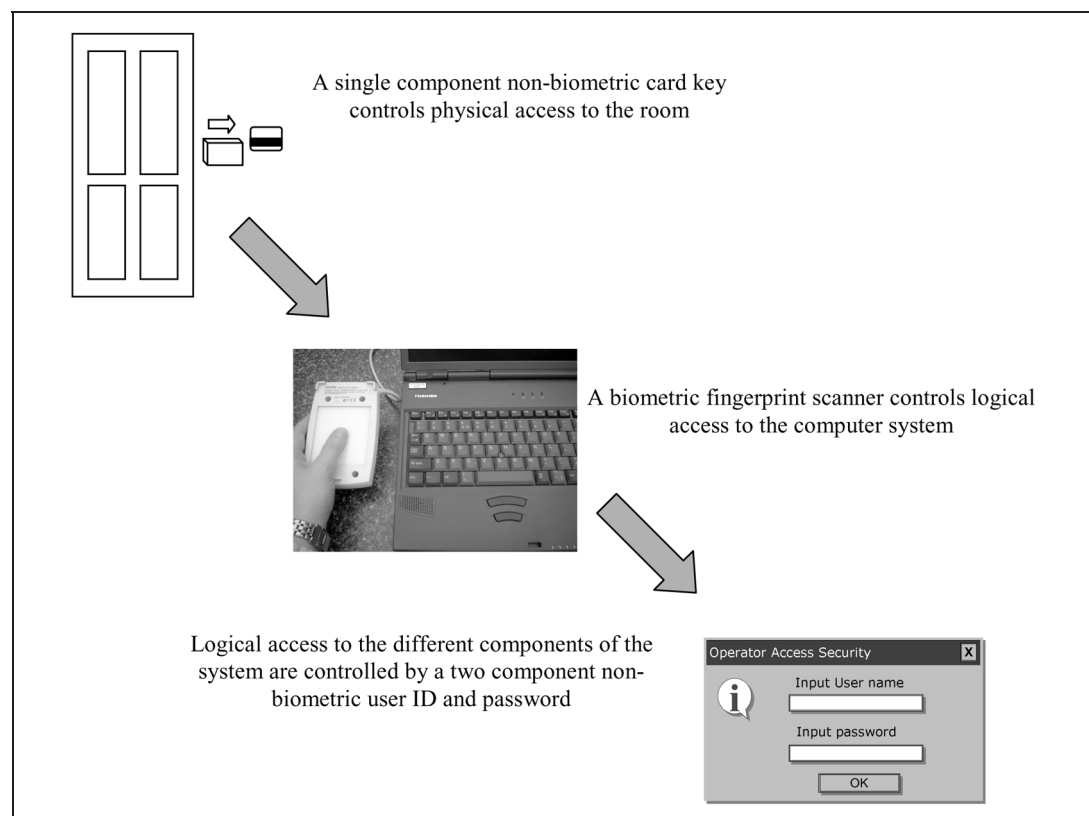 A single component non-biometric card key
controls physical access to the room
TOSHIBA
A biometric fingerprint scanner controls logical
access to the computer system
Logical access to the different components of the
system are controlled by a two component non-
biometric user ID and password
Operator Access Security X
i
Input User name
Input password
OK